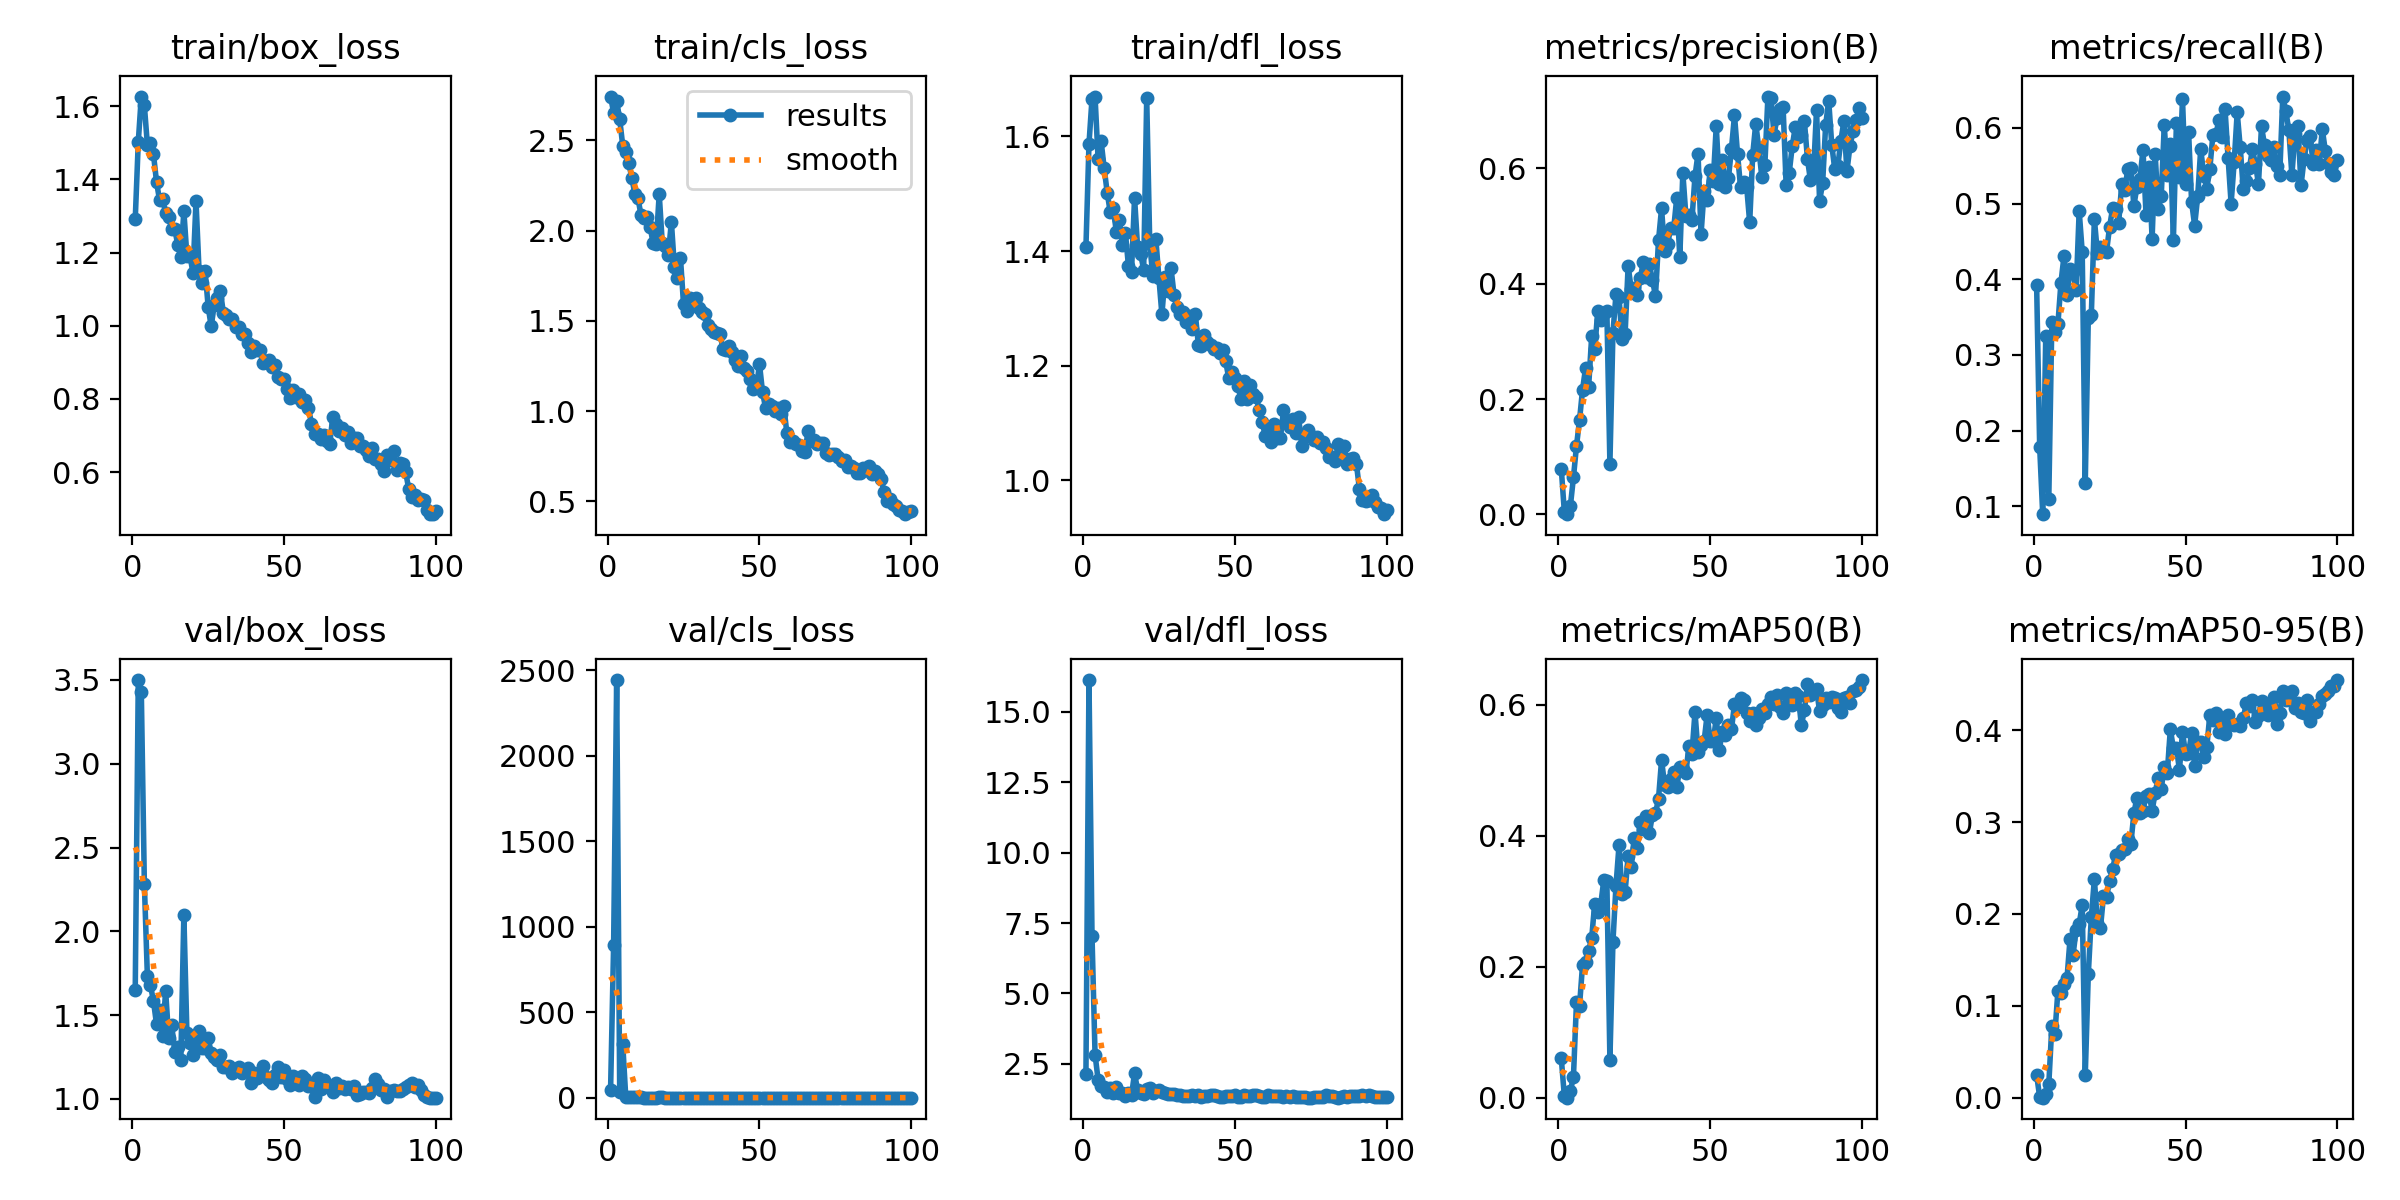 train/box_loss
1.6
1.4
1.2
1.0
0.8
0.6
0 50 100
train/cls_loss
results
smooth
2.5
2.0
1.5
1.0
0.5
0 50 100
train/dfl_loss
1.6
1.4
1.2
1.0
0 50 100
metrics/precision(B)
0.6
0.4
0.2
0.0
0 50 100
metrics/recall(B)
0.6
0.5
0.4
0.3
0.2
0.1
0 50 100
val/box_loss
3.5
3.0
2.5
2.0
1.5
1.0
0 50 100
val/cls_loss
2500
2000
1500
1000
500
0
0 50 100
val/dfl_loss
15.0
12.5
10.0
7.5
5.0
2.5
0 50 100
metrics/mAP50(B)
0.6
0.4
0.2
0.0
0 50 100
metrics/mAP50-95(B)
0.4
0.3
0.2
0.1
0.0
0 50 100